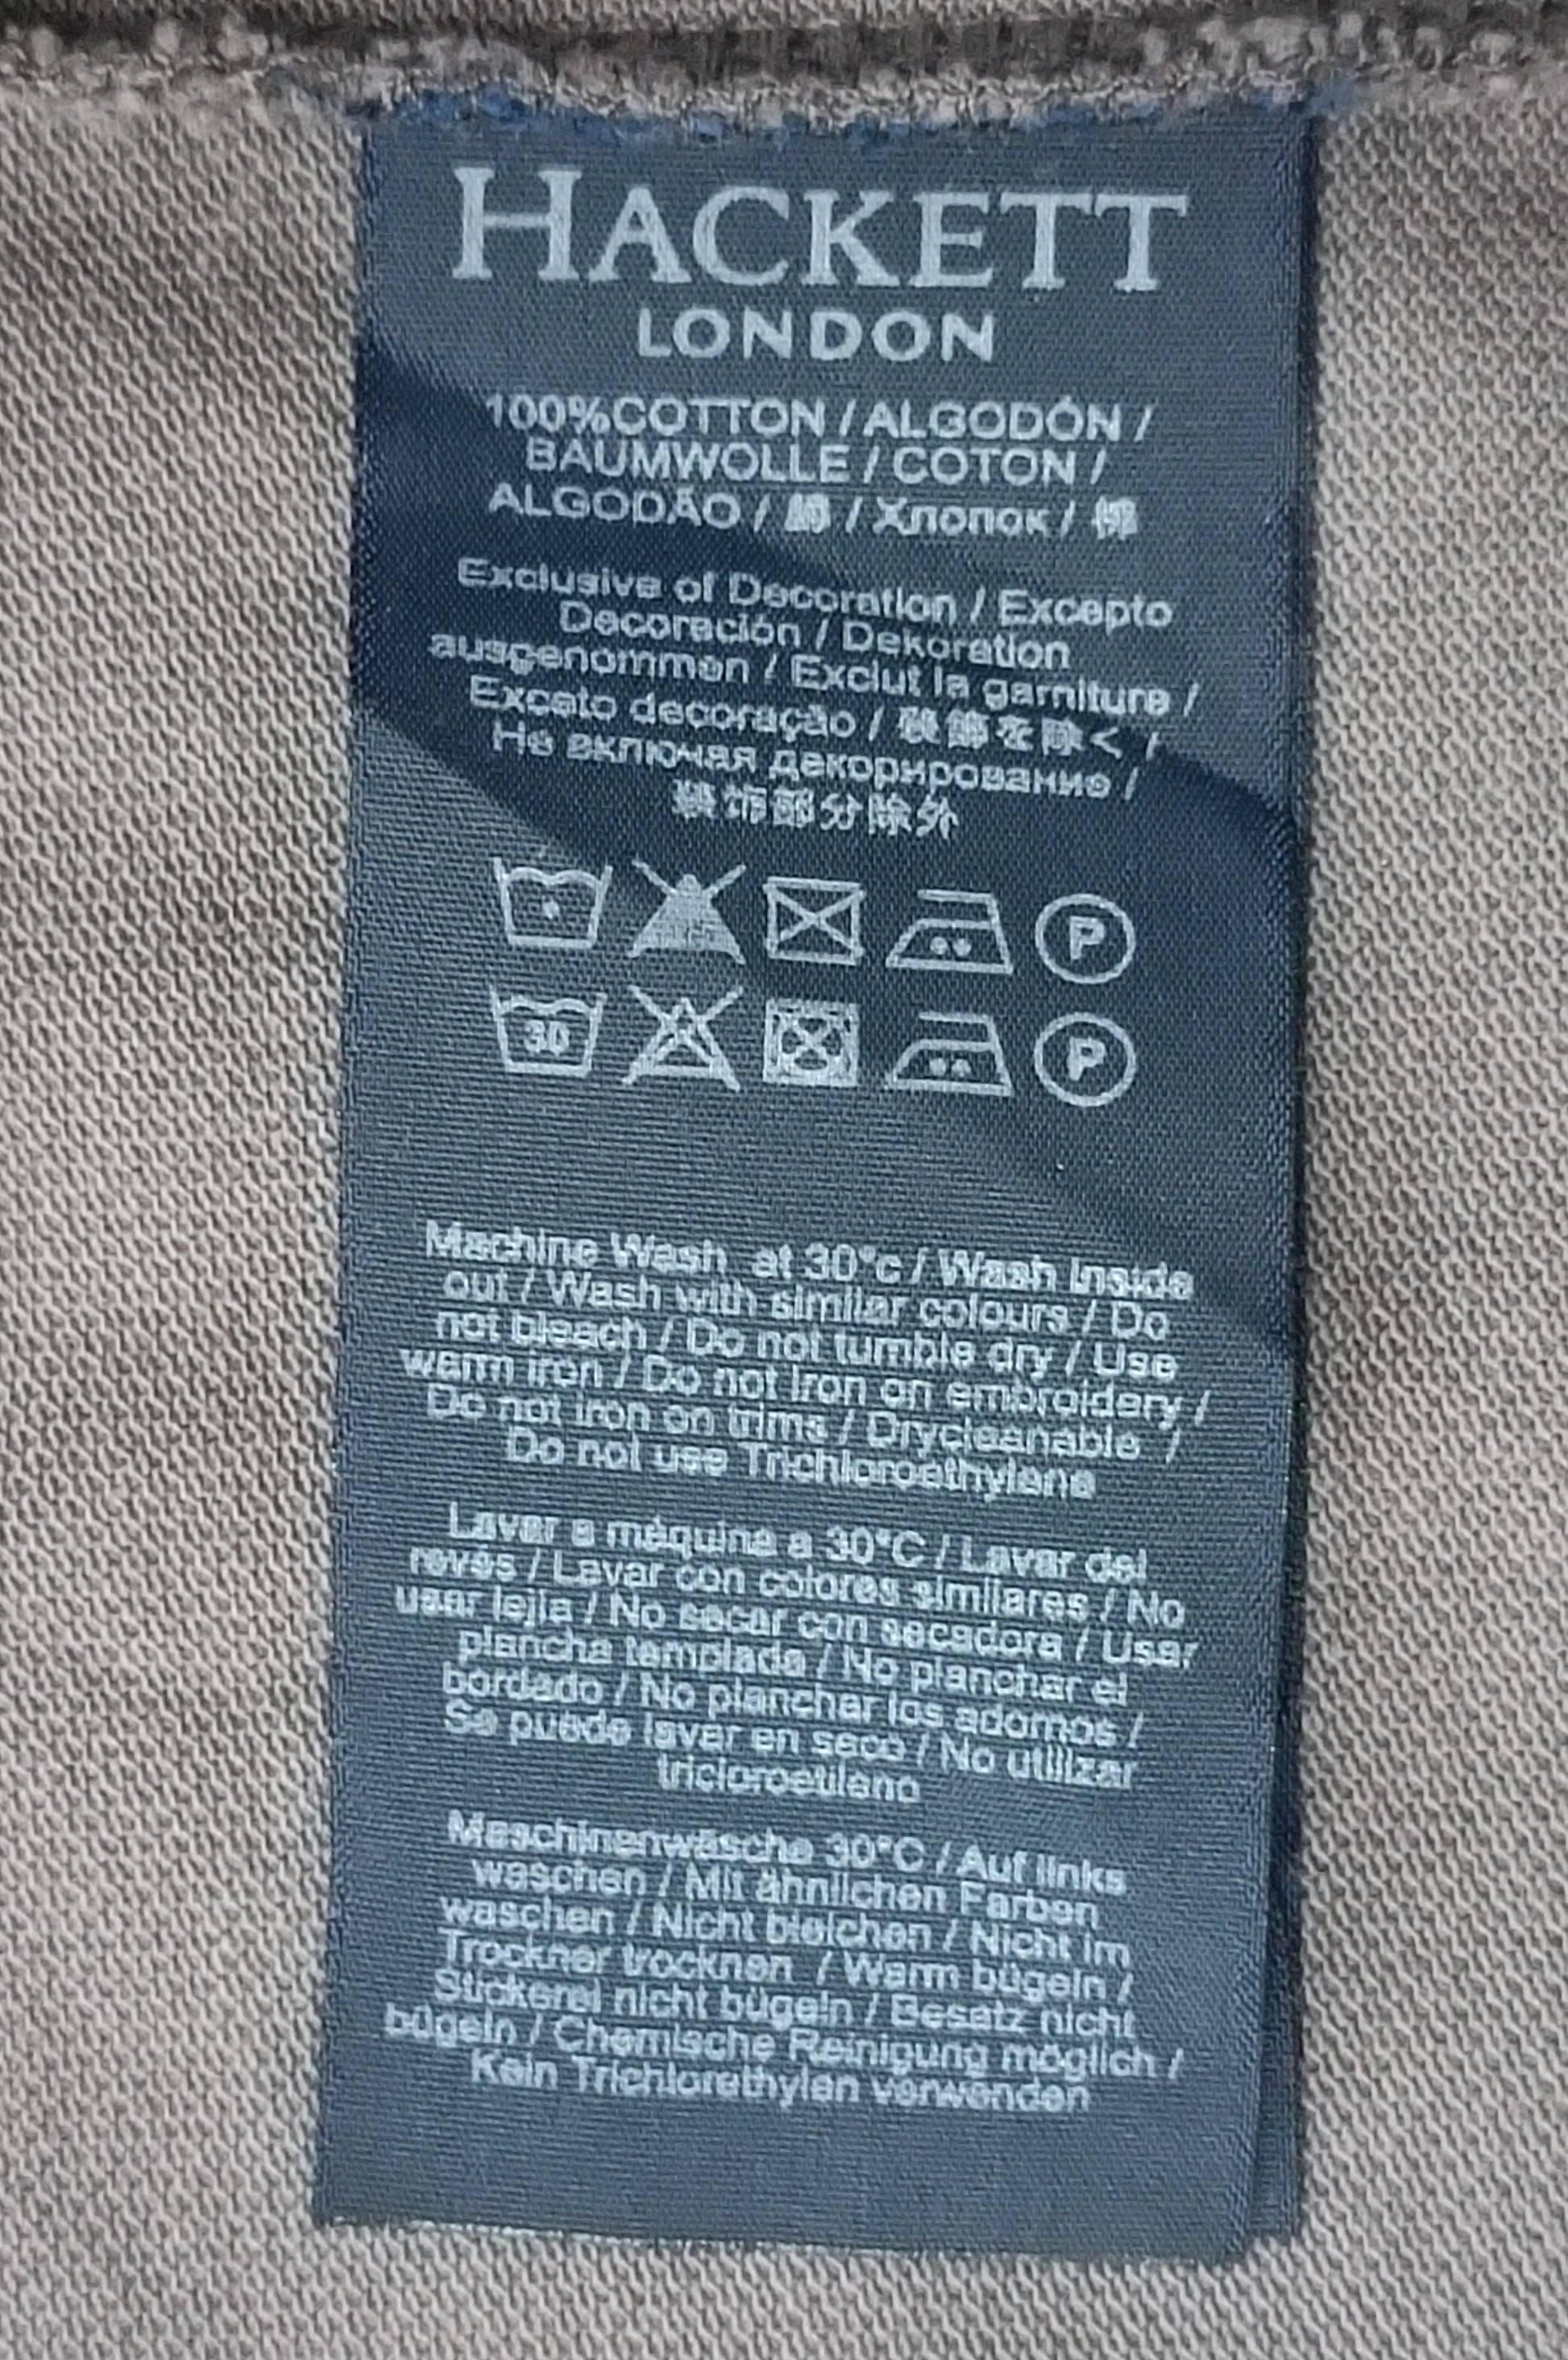 HACKETT
LONDON
100%COTTON / ALGODÓN /
BAUMWOLLE / COTON /
ALGODÃO / 綿 / Хлопок / 棉
Exclusive of Decoration / Excepto
Decoración / Dekoration
ausgenommen / Exclut la garniture /
Exceto decoração / 装飾を除く /
Не включая декорирование /
装饰部分除外
P
30
P
Machine Wash at 30°c / Wash Inside
out / Wash with similar colours / Do
not bleach / Do not tumble dry / Use
warm iron / Do not iron on embroidery /
Do not iron on trims / Drycleanable /
Do not use Trichloroethylene
Lavar a máquina a 30°C / Lavar del
revés / Lavar con colores similares / No
usar lejía / No secar con secadora / Usar
plancha templada / No planchar el
bordado / No planchar los adornos /
Se puede lavar en seco / No utilizar
tricloroetileno
Maschinenwäsche 30°C / Auf links
waschen / Mit ähnlichen Farben
waschen / Nicht bleichen / Nicht im
Trockner trocknen / Warm bügeln /
Stickerei nicht bügeln / Besatz nicht
bügeln / Chemische Reinigung möglich /
Kein Trichlorethylen verwenden